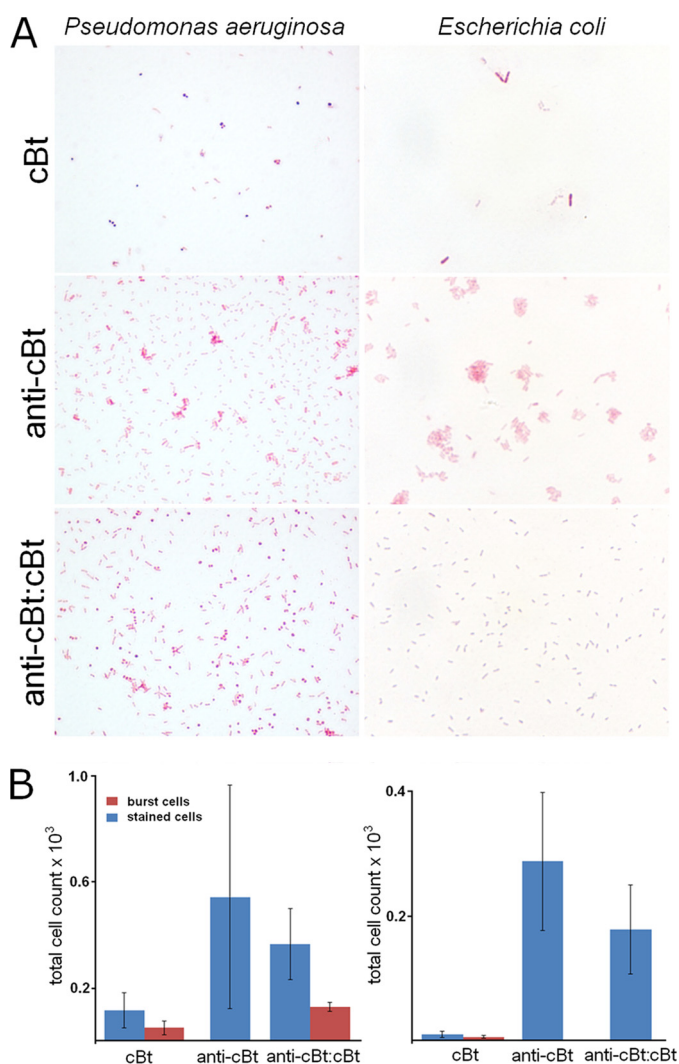 A
Pseudomonas aeruginosa
Escherichia coli
cBt
anti-cBt
anti-cBt:cBt
B
total cell count x 10³
1.0
0.6
0.2
burst cells
stained cells
cBt
anti-cBt
anti-cBt:cBt
total cell count x 10³
0.4
0.2
cBt
anti-cBt
anti-cBt:cBt